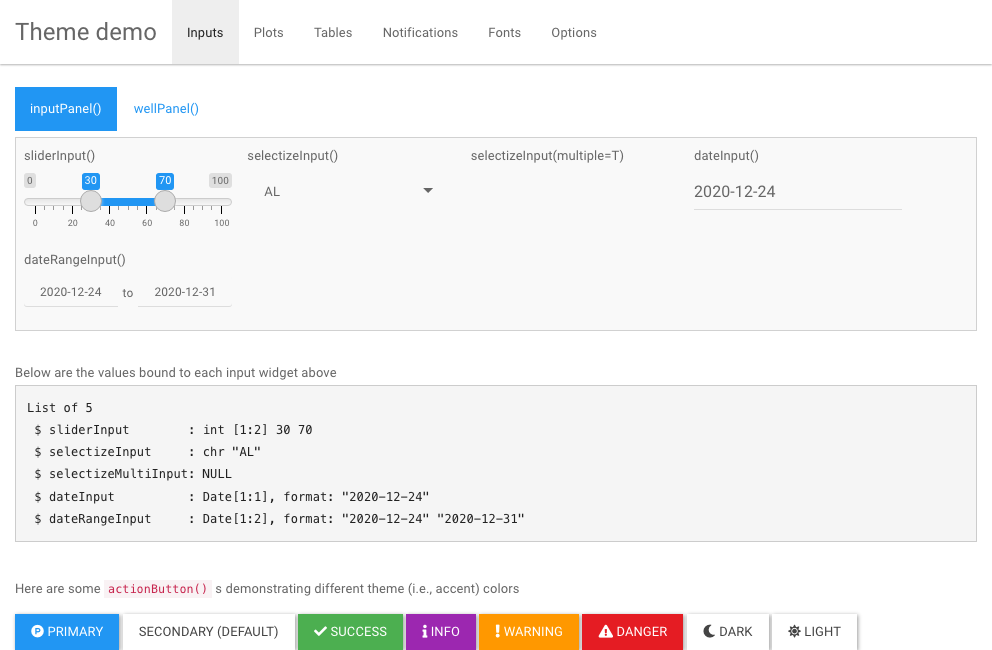 Theme demo Inputs Plots Tables Notifications Fonts Options
inputPanel() wellPanel()
sliderInput() selectizeInput() selectizeInput(multiple=T) dateInput()
0 30 70 100
AL 2020-12-24
0 20 40 60 80 100
dateRangeInput()
2020-12-24 to 2020-12-31
Below are the values bound to each input widget above
List of 5
$ sliderInput : int [1:2] 30 70
$ selectizeInput : chr "AL"
$ selectizeMultiInput: NULL
$ dateInput : Date[1:1], format: "2020-12-24"
$ dateRangeInput : Date[1:2], format: "2020-12-24" "2020-12-31"
Here are some actionButton() s demonstrating different theme (i.e., accent) colors
PRIMARY SECONDARY (DEFAULT) SUCCESS INFO WARNING DANGER DARK LIGHT